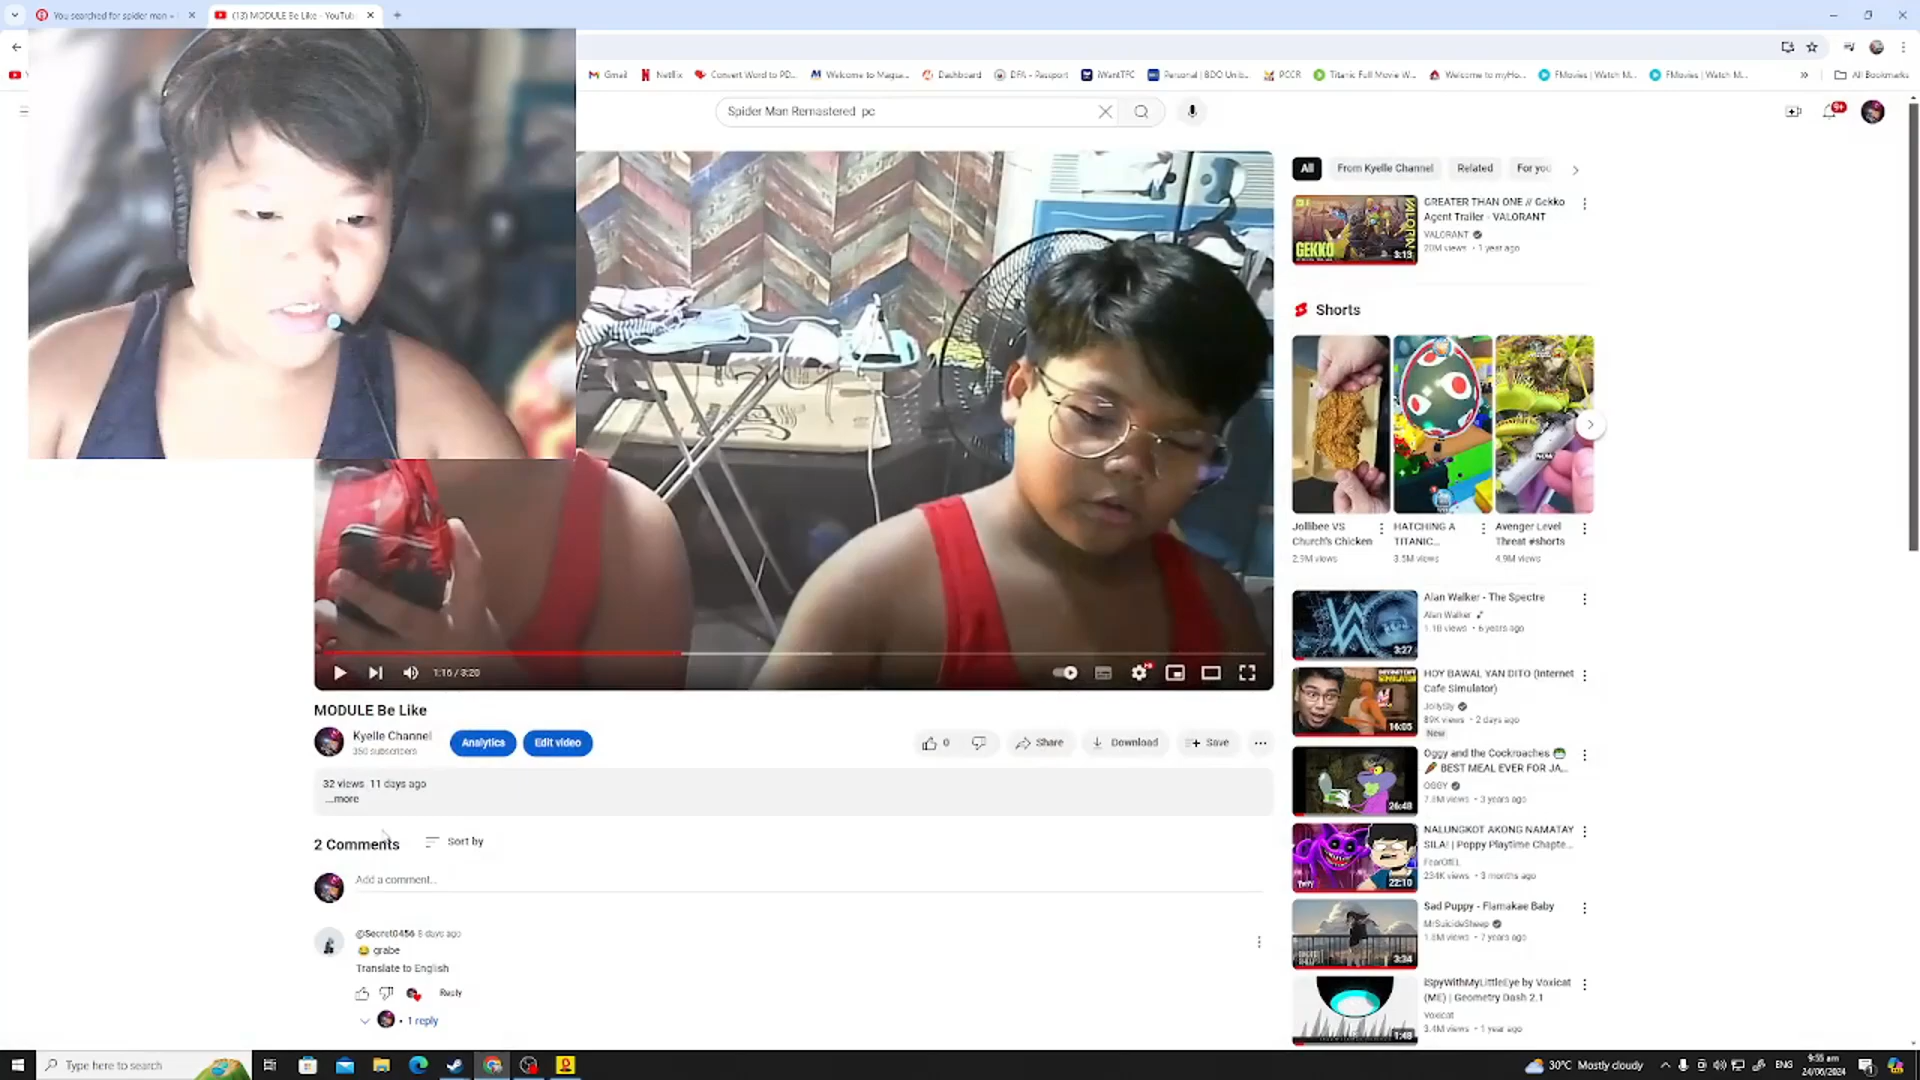 You searched for spider man -
(13) MODULE Be Like - YouTub
Gmail
Netflix
Convert Word to PD...
Welcome to Magua...
Dashboard
DFA - Passport
iWantTFC
Personal | BDO Unib...
PCCR
Titanic Full Movie W...
Welcome to myHo...
FMovies | Watch M...
FMovies | Watch M...
All Bookmarks
Spider Man Remastered pc
9+
All
From Kyelle Channel
Related
For you
GREATER THAN ONE // Gekko
Agent Trailer - VALORANT
VALORANT
20M views • 1 year ago
GEKKO
3:13
Shorts
Jollibee VS
Church's Chicken
2.9M views
HATCHING A
TITANIC...
3.5M views
Avenger Level
Threat #shorts
4.9M views
Alan Walker - The Spectre
Alan Walker
1.1B views • 6 years ago
3:27
HOY BAWAL YAN DITO (Internet
Cafe Simulator)
JollySly
89K views • 2 days ago
New
16:05
Oggy and the Cockroaches
BEST MEAL EVER FOR JA...
OGGY
7.8M views • 3 years ago
26:48
NALUNGKOT AKONG NAMATAY
SILA! | Poppy Playtime Chapte...
234K views • 3 months ago
22:10
Sad Puppy - Flamakae Baby
MrSuicideSheep
1.8M views • 7 years ago
3:34
iSpyWithMyLittleEye by Voxicat
(ME) | Geometry Dash 2.1
Voxicat
3.4M views • 1 year ago
1:48
1:16 / 3:20
MODULE Be Like
Kyelle Channel
350 subscribers
Analytics
Edit video
0
Share
Download
Save
32 views 11 days ago
...more
2 Comments
Sort by
Add a comment...
@Secret0456 8 days ago
grabe
Translate to English
Reply
1 reply
Type here to search
30°C Mostly cloudy
ENG
9:55 am
24/06/2024